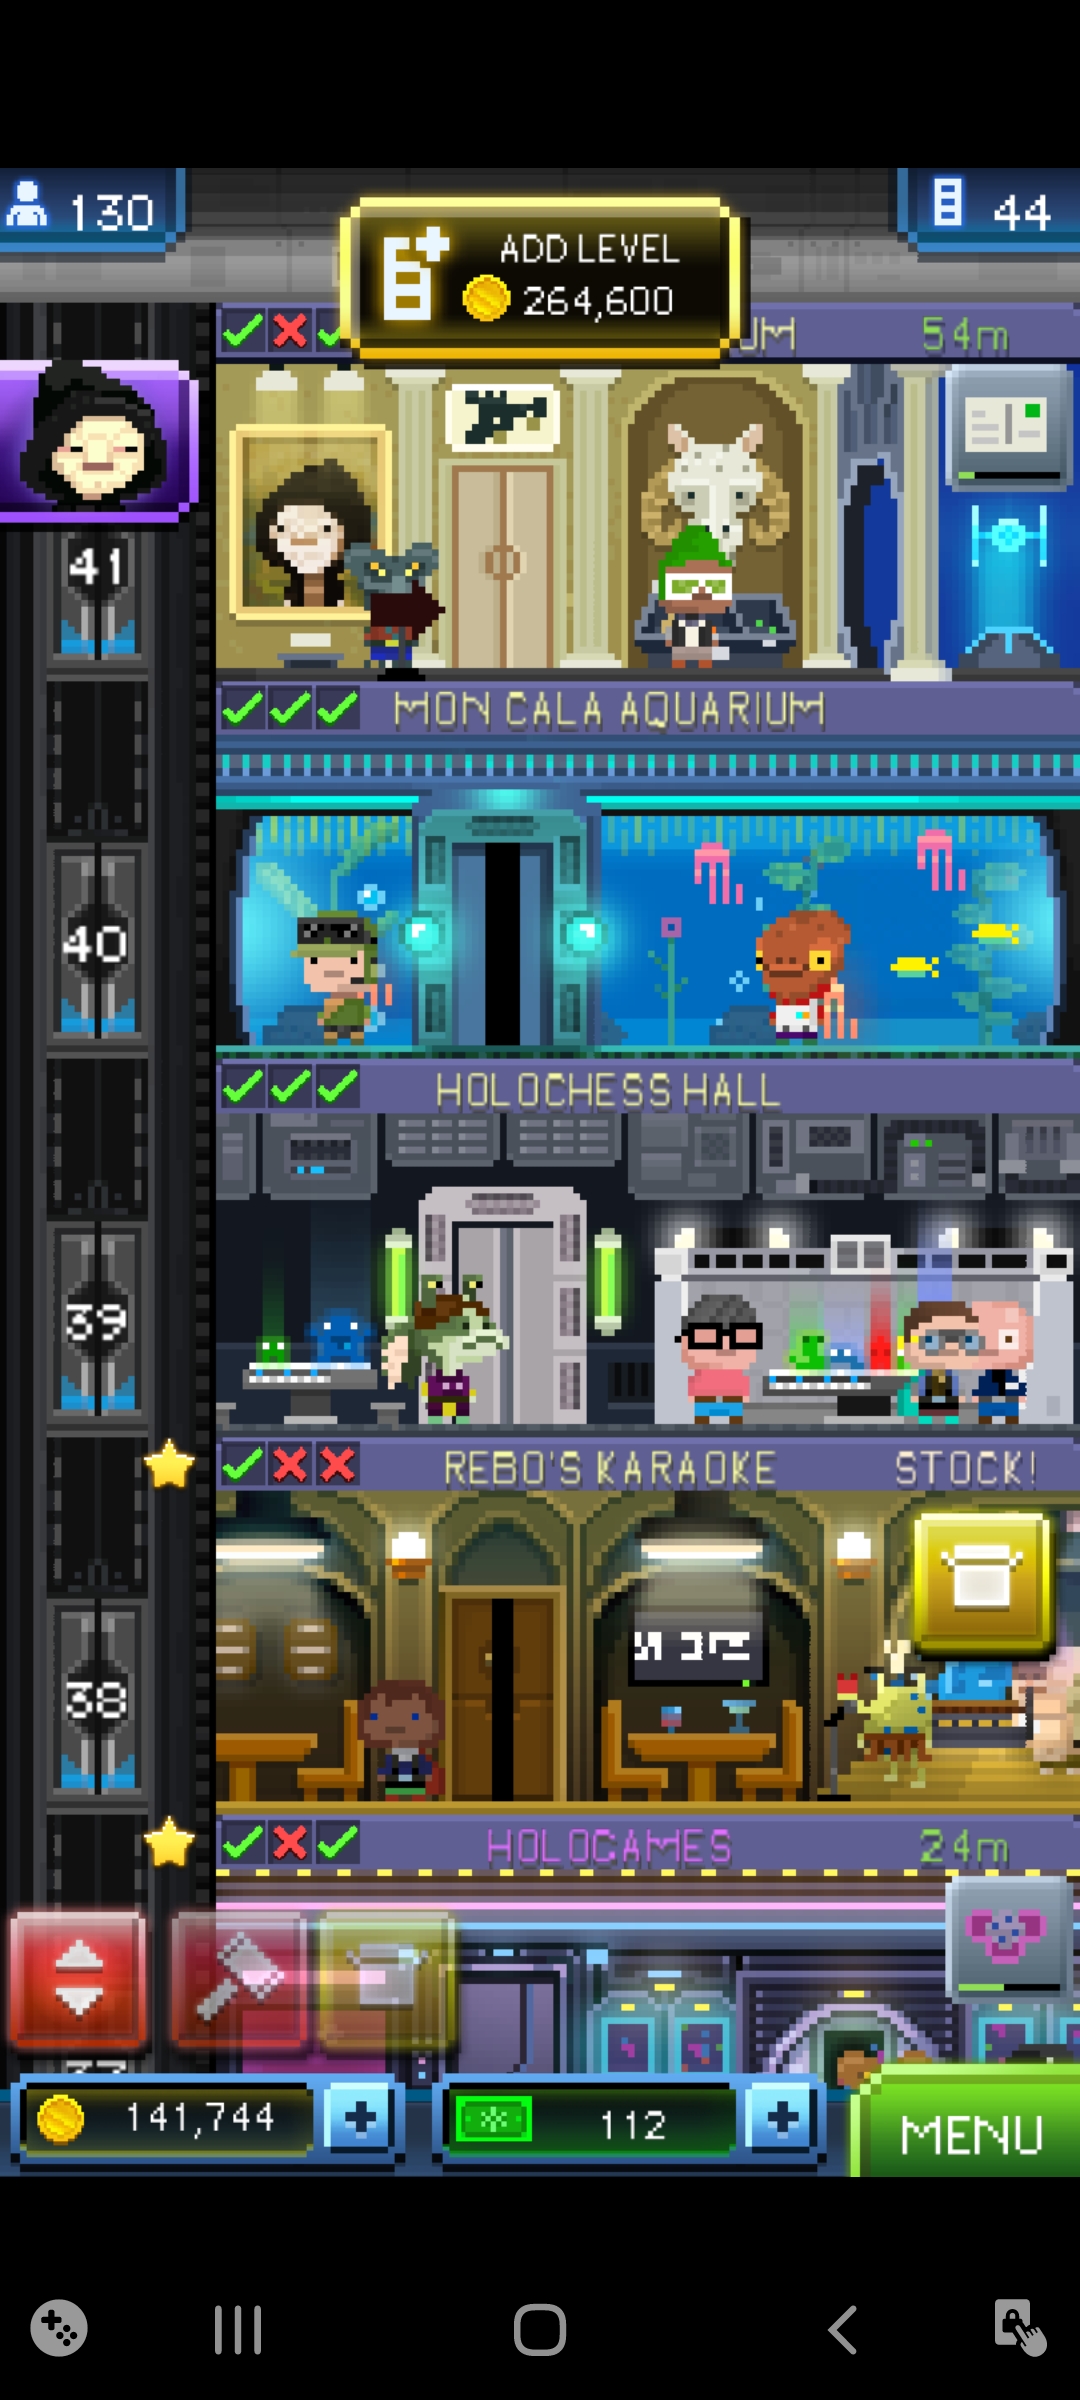 130
44
ADD LEVEL
264,600
UM 54m
41
MON CALA AQUARIUM
40
HOLOCHESS HALL
39
REBO'S KARAOKE STOCK!
38
HOLOGAMES 24m
141,744
112
MENU